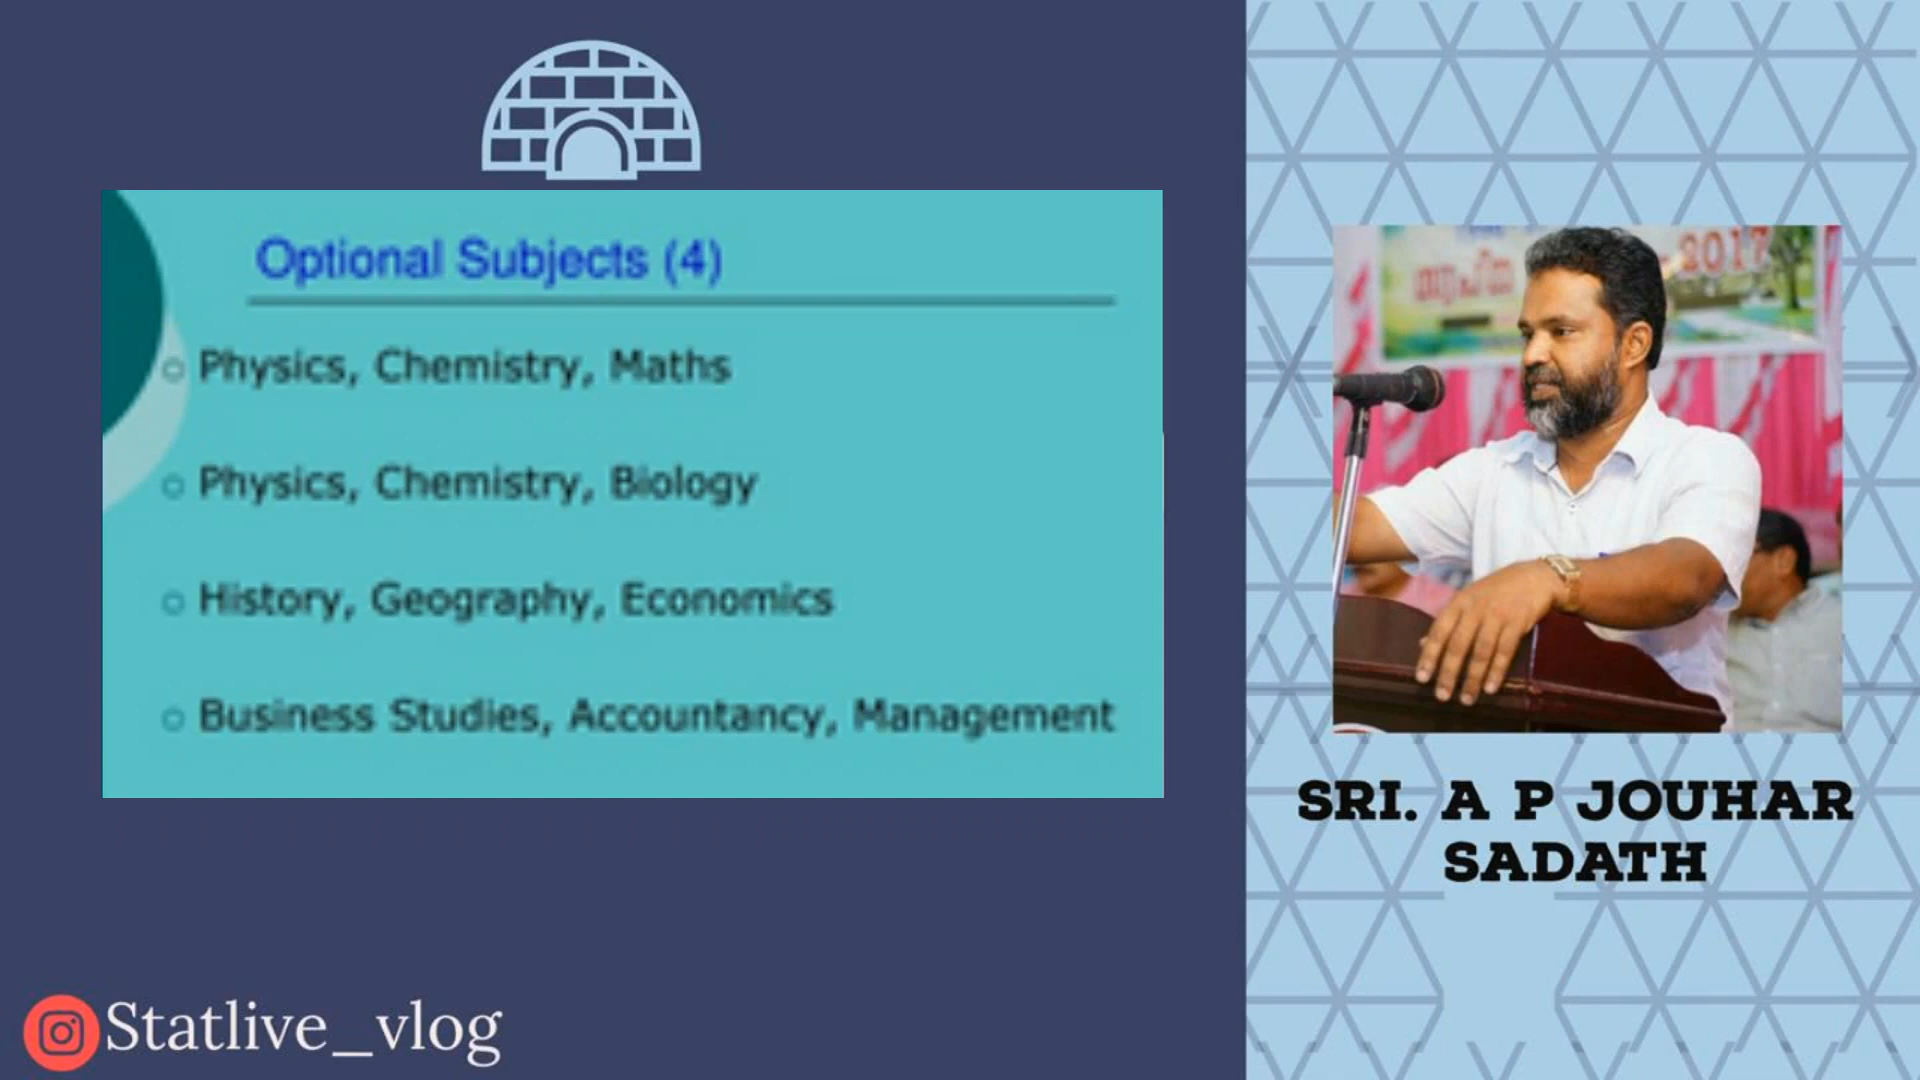 Optional Subjects (4)
Physics, Chemistry, Maths
Physics, Chemistry, Biology
History, Geography, Economics
Business Studies, Accountancy, Management
2017
SRI. A P JOUHAR
SADATH
Statlive_vlog